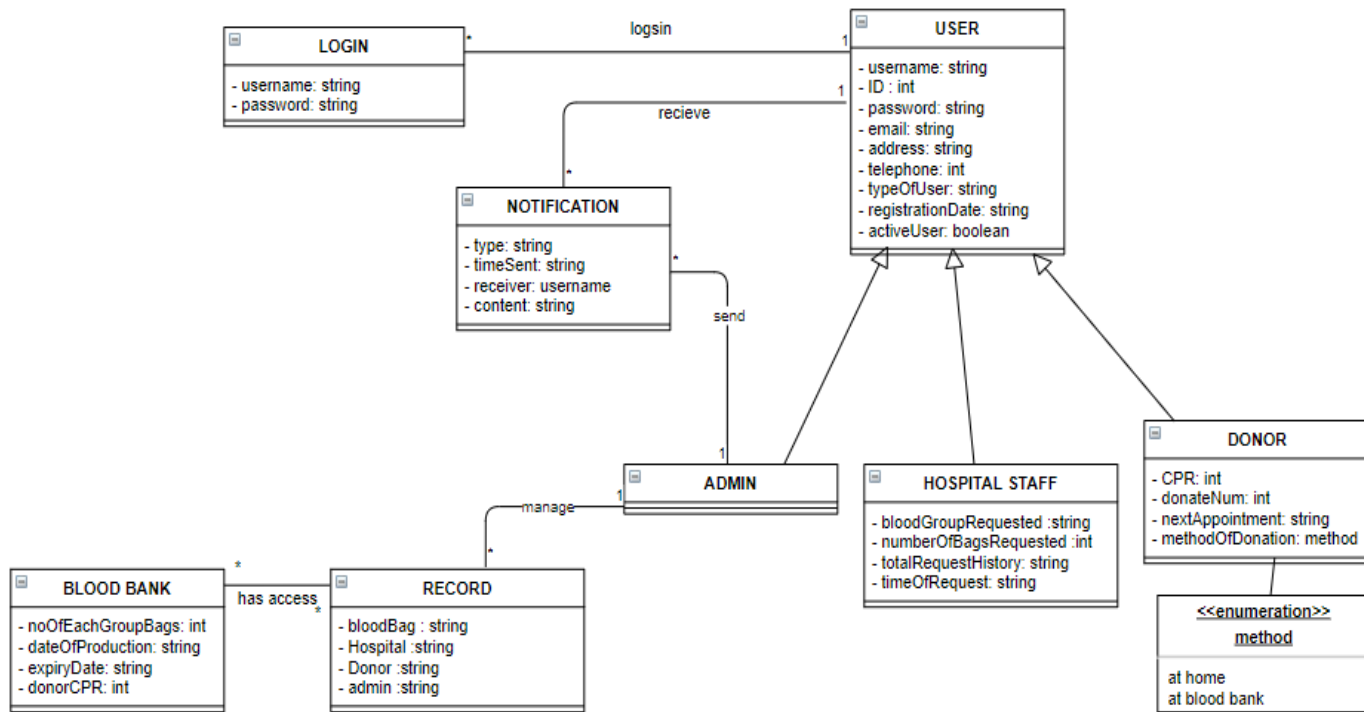 LOGIN
- username: string
- password: string
*
logsin
1
USER
- username: string
- ID : int
- password: string
- email: string
- address: string
- telephone: int
- typeOfUser: string
- registrationDate: string
- activeUser: boolean
1
recieve
*
NOTIFICATION
- type: string
- timeSent: string
- receiver: username
- content: string
*
send
1
ADMIN
1
manage
*
HOSPITAL STAFF
- bloodGroupRequested :string
- numberOfBagsRequested :int
- totalRequestHistory: string
- timeOfRequest: string
DONOR
- CPR: int
- donateNum: int
- nextAppointment: string
- methodOfDonation: method
<<enumeration>>
method
at home
at blood bank
BLOOD BANK
- noOfEachGroupBags: int
- dateOfProduction: string
- expiryDate: string
- donorCPR: int
*
has access
*
RECORD
- bloodBag : string
- Hospital :string
- Donor :string
- admin :string